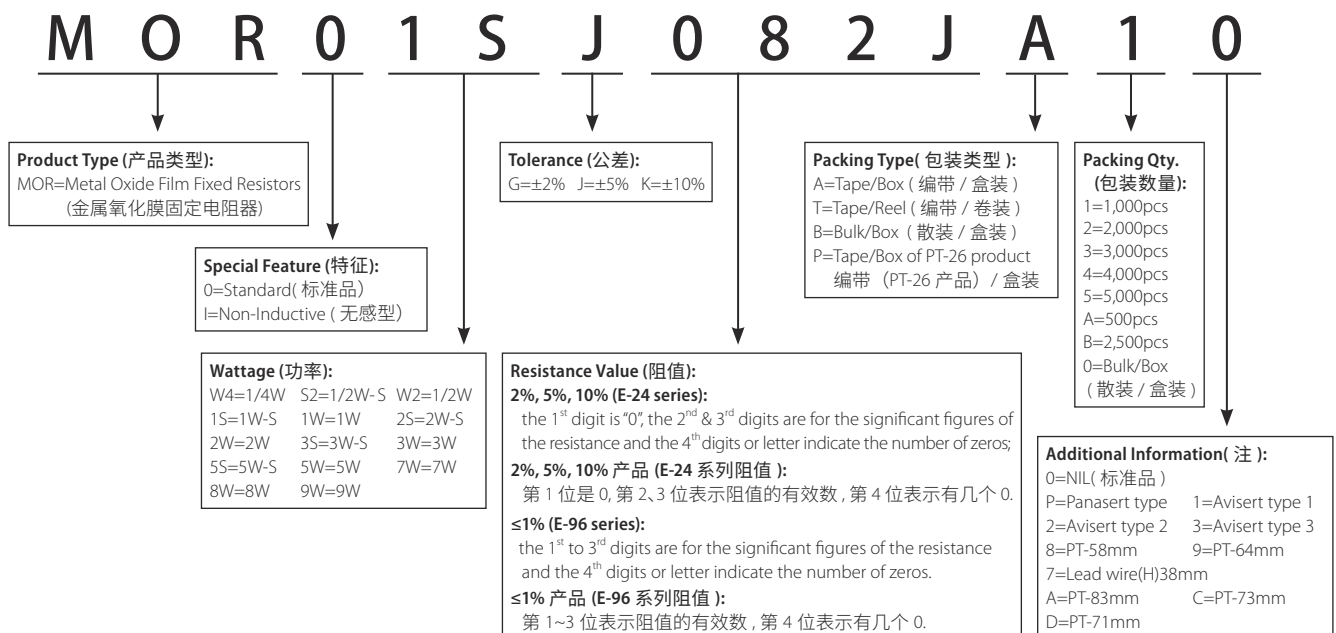 M O R 0 1 S J 0 8 2 J A 1 0
Product Type (产品类型):
MOR=Metal Oxide Film Fixed Resistors
(金属氧化膜固定电阻器)
Special Feature (特征):
0=Standard( 标准品)
I=Non-Inductive ( 无感型)
Wattage (功率):
W4=1/4W S2=1/2W-S W2=1/2W
1S=1W-S 1W=1W 2S=2W-S
2W=2W 3S=3W-S 3W=3W
5S=5W-S 5W=5W 7W=7W
8W=8W 9W=9W
Tolerance (公差):
G=±2% J=±5% K=±10%
Resistance Value (阻值):
2%, 5%, 10% (E-24 series):
the 1st digit is “0”, the 2nd & 3rd digits are for the significant figures of
the resistance and the 4th digits or letter indicate the number of zeros;
2%, 5%, 10% 产品 (E-24 系列阻值 ):
第 1 位是 0, 第 2、3 位表示阻值的有效数 , 第 4 位表示有几个 0.
≤1% (E-96 series):
the 1st to 3rd digits are for the significant figures of the resistance
and the 4th digits or letter indicate the number of zeros.
≤1% 产品 (E-96 系列阻值 ):
第 1~3 位表示阻值的有效数 , 第 4 位表示有几个 0.
Packing Type( 包装类型 ):
A=Tape/Box ( 编带 / 盒装 )
T=Tape/Reel ( 编带 / 卷装 )
B=Bulk/Box ( 散装 / 盒装 )
P=Tape/Box of PT-26 product
编带 (PT-26 产品) / 盒装
Packing Qty.
(包装数量):
1=1,000pcs
2=2,000pcs
3=3,000pcs
4=4,000pcs
5=5,000pcs
A=500pcs
B=2,500pcs
0=Bulk/Box
( 散装 / 盒装 )
Additional Information( 注 ):
0=NIL( 标准品 )
P=Panasert type 1=Avisert type 1
2=Avisert type 2 3=Avisert type 3
8=PT-58mm 9=PT-64mm
7=Lead wire(H)38mm
A=PT-83mm C=PT-73mm
D=PT-71mm